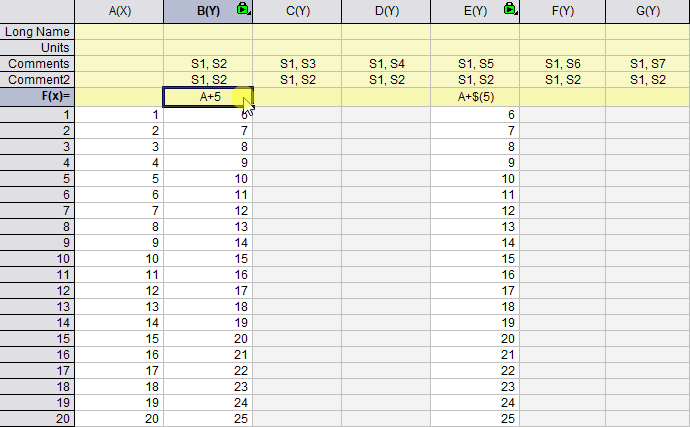 A(X) B(Y) C(Y) D(Y) E(Y) F(Y) G(Y)
Long Name
Units
Comments S1, S2 S1, S3 S1, S4 S1, S5 S1, S6 S1, S7
Comment2 S1, S2 S1, S2 S1, S2 S1, S2 S1, S2 S1, S2
F(x)= A+5 A+$(5)
1 1 6 6
2 2 7 7
3 3 8 8
4 4 9 9
5 5 10 10
6 6 11 11
7 7 12 12
8 8 13 13
9 9 14 14
10 10 15 15
11 11 16 16
12 12 17 17
13 13 18 18
14 14 19 19
15 15 20 20
16 16 21 21
17 17 22 22
18 18 23 23
19 19 24 24
20 20 25 25